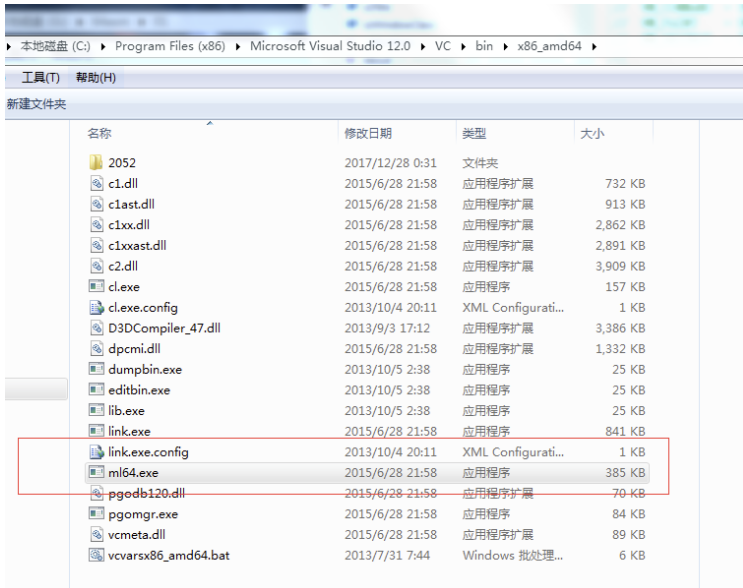 本地磁盘 (C:) ▸ Program Files (x86) ▸ Microsoft Visual Studio 12.0 ▸ VC ▸ bin ▸ x86_amd64 ▸
工具(T) 帮助(H)
新建文件夹
名称 修改日期 类型 大小
2052 2017/12/28 0:31 文件夹
c1.dll 2015/6/28 21:58 应用程序扩展 732 KB
c1ast.dll 2015/6/28 21:58 应用程序扩展 913 KB
c1xx.dll 2015/6/28 21:58 应用程序扩展 2,862 KB
c1xxast.dll 2015/6/28 21:58 应用程序扩展 2,891 KB
c2.dll 2015/6/28 21:58 应用程序扩展 3,909 KB
cl.exe 2015/6/28 21:58 应用程序 157 KB
cl.exe.config 2013/10/4 20:11 XML Configurati... 1 KB
D3DCompiler_47.dll 2013/9/3 17:12 应用程序扩展 3,386 KB
dpcmi.dll 2015/6/28 21:58 应用程序扩展 1,332 KB
dumpbin.exe 2013/10/5 2:38 应用程序 25 KB
editbin.exe 2013/10/5 2:38 应用程序 25 KB
lib.exe 2013/10/5 2:38 应用程序 25 KB
link.exe 2015/6/28 21:58 应用程序 841 KB
link.exe.config 2013/10/4 20:11 XML Configurati... 1 KB
ml64.exe 2015/6/28 21:58 应用程序 385 KB
pgodb120.dll 2015/6/28 21:58 应用程序扩展 70 KB
pgomgr.exe 2015/6/28 21:58 应用程序 84 KB
vcmeta.dll 2015/6/28 21:58 应用程序扩展 89 KB
vcvarsx86_amd64.bat 2013/7/31 7:44 Windows 批处理... 6 KB